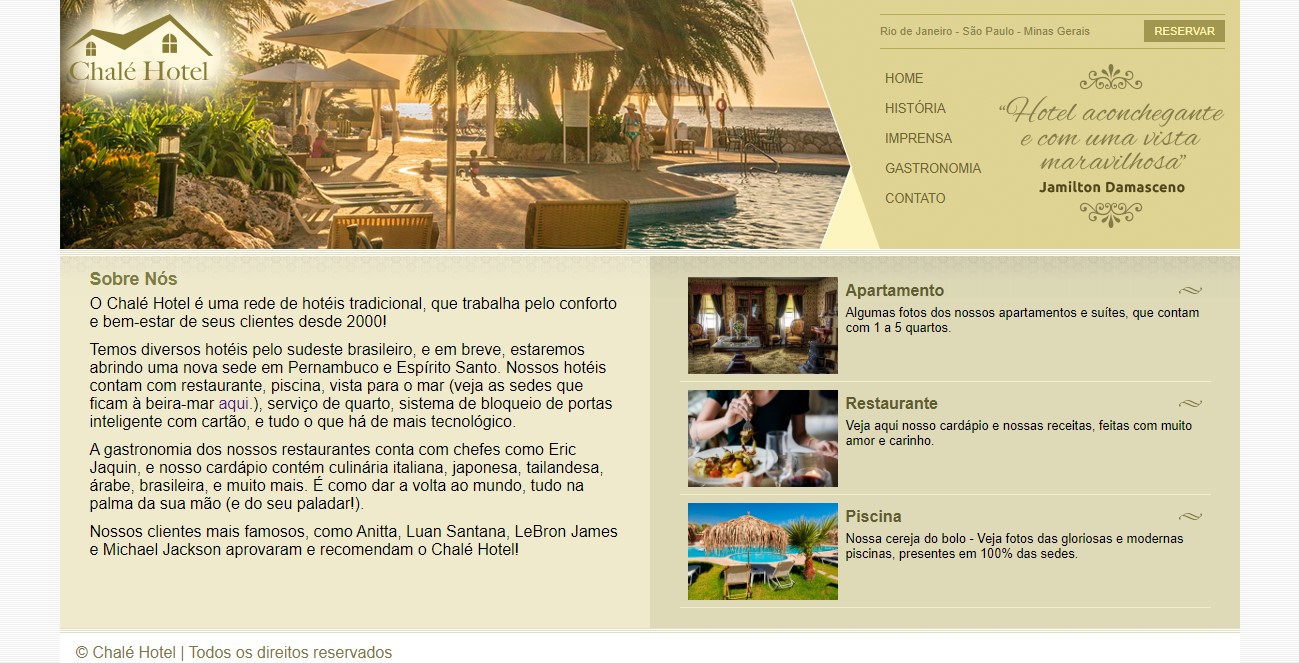 Chalé Hotel
Rio de Janeiro - São Paulo - Minas Gerais
RESERVAR
HOME
HISTÓRIA
IMPRENSA
GASTRONOMIA
CONTATO
“Hotel aconchegante
e com uma vista
maravilhosa”
Jamilton Damasceno
Sobre Nós
O Chalé Hotel é uma rede de hotéis tradicional, que trabalha pelo conforto
e bem-estar de seus clientes desde 2000!
Temos diversos hotéis pelo sudeste brasileiro, e em breve, estaremos
abrindo uma nova sede em Pernambuco e Espírito Santo. Nossos hotéis
contam com restaurante, piscina, vista para o mar (veja as sedes que
ficam à beira-mar aqui.), serviço de quarto, sistema de bloqueio de portas
inteligente com cartão, e tudo o que há de mais tecnológico.
A gastronomia dos nossos restaurantes conta com chefes como Eric
Jaquin, e nosso cardápio contém culinária italiana, japonesa, tailandesa,
árabe, brasileira, e muito mais. É como dar a volta ao mundo, tudo na
palma da sua mão (e do seu paladar!).
Nossos clientes mais famosos, como Anitta, Luan Santana, LeBron James
e Michael Jackson aprovaram e recomendam o Chalé Hotel!
Apartamento
Algumas fotos dos nossos apartamentos e suítes, que contam
com 1 a 5 quartos.
Restaurante
Veja aqui nosso cardápio e nossas receitas, feitas com muito
amor e carinho.
Piscina
Nossa cereja do bolo - Veja fotos das gloriosas e modernas
piscinas, presentes em 100% das sedes.
© Chalé Hotel | Todos os direitos reservados